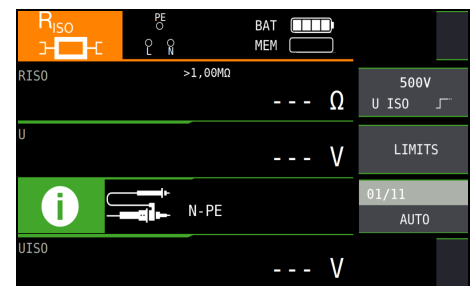 RISO
PE
L N
BAT
MEM
RISO >1,00MΩ
--- Ω
500V
U ISO
U
--- V
LIMITS
i
N-PE
01/11
AUTO
UISO
--- V